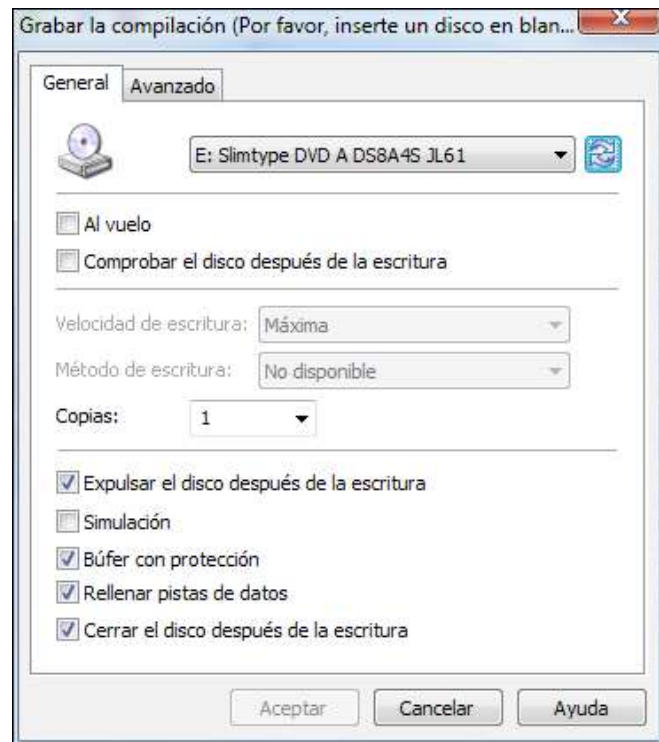 Grabar la compilación (Por favor, inserte un disco en blan...
General Avanzado
E: Slimtype DVD A DS8A4S JL61
Al vuelo
Comprobar el disco después de la escritura
Velocidad de escritura: Máxima
Método de escritura: No disponible
Copias: 1
Expulsar el disco después de la escritura
Simulación
Búfer con protección
Rellenar pistas de datos
Cerrar el disco después de la escritura
Aceptar Cancelar Ayuda